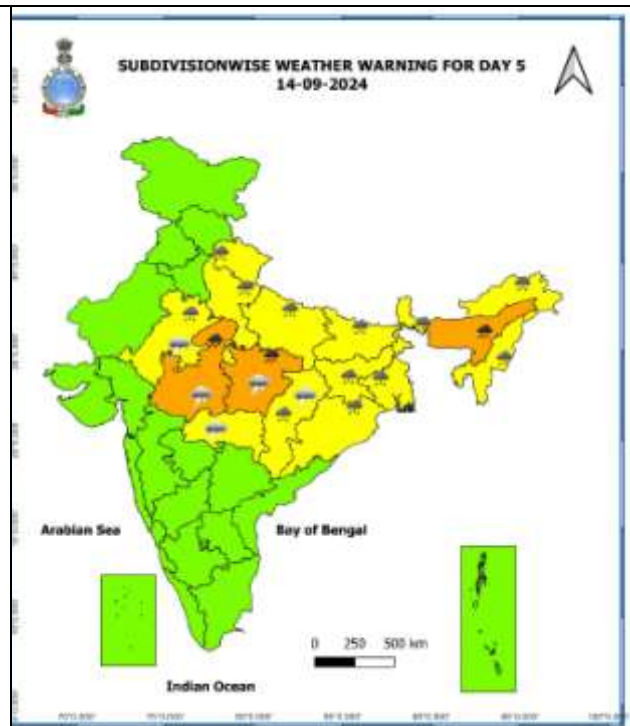 SUBDIVISIONWISE WEATHER WARNING FOR DAY 5
14-09-2024
Arabian Sea
Bay of Bengal
0 250 500 km
Indian Ocean